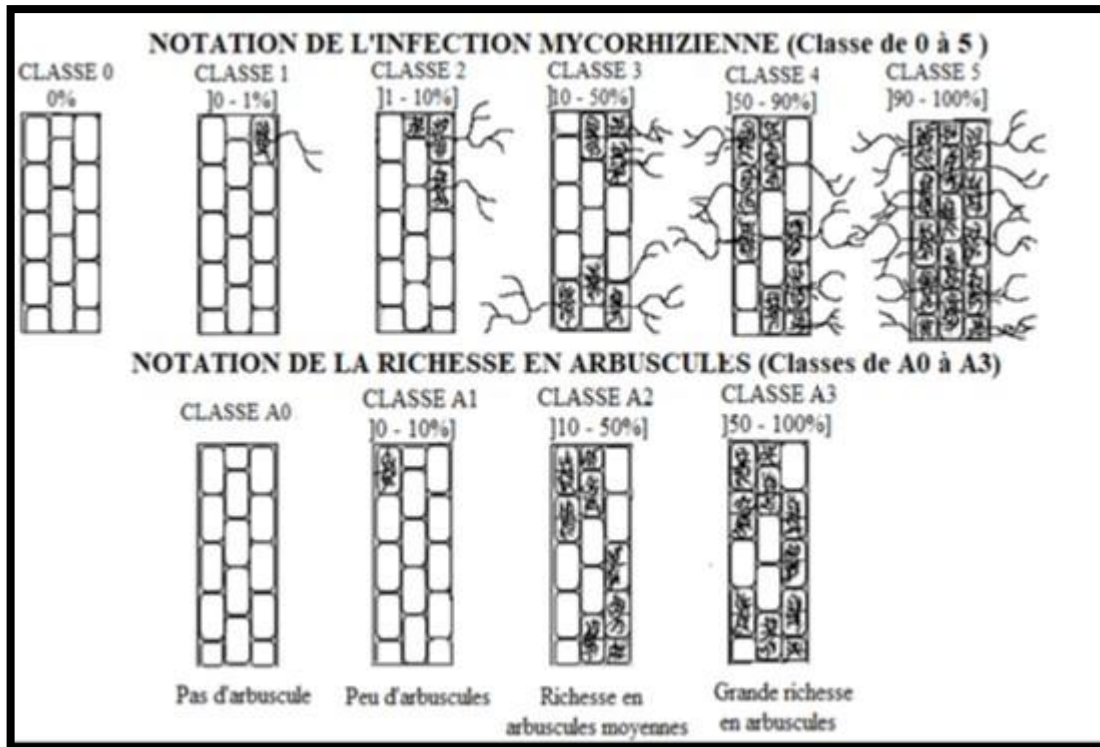 NOTATION DE L'INFECTION MYCORHIZIENNE (Classe de 0 à 5 )
CLASSE 0 CLASSE 1 CLASSE 2 CLASSE 3 CLASSE 4 CLASSE 5
0% ]0 - 1%] ]1 - 10%] ]10 - 50%] ]50 - 90%] ]90 - 100%]
NOTATION DE LA RICHESSE EN ARBUSCULES (Classes de A0 à A3)
CLASSE A0 CLASSE A1 CLASSE A2 CLASSE A3
]0 - 10%] ]10 - 50%] ]50 - 100%]
Pas d'arbuscule Peu d'arbuscules Richesse en Grande richesse
arbuscules moyennes en arbuscules